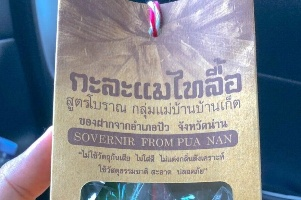 กะละแมไทลื้อ
สูตรโบราณ กลุ่มแม่บ้านบ้านเก็ต
ของฝากจากอำเภอปัว จังหวัดน่าน
SOVERNIR FROM PUA NAN
"ไม่ใช้วัตถุกันเสีย ไม่ใส่สี ไม่แต่งกลิ่นสังเคราะห์
ใช้วัตถุธรรมชาติ สะอาด ปลอดภัย"